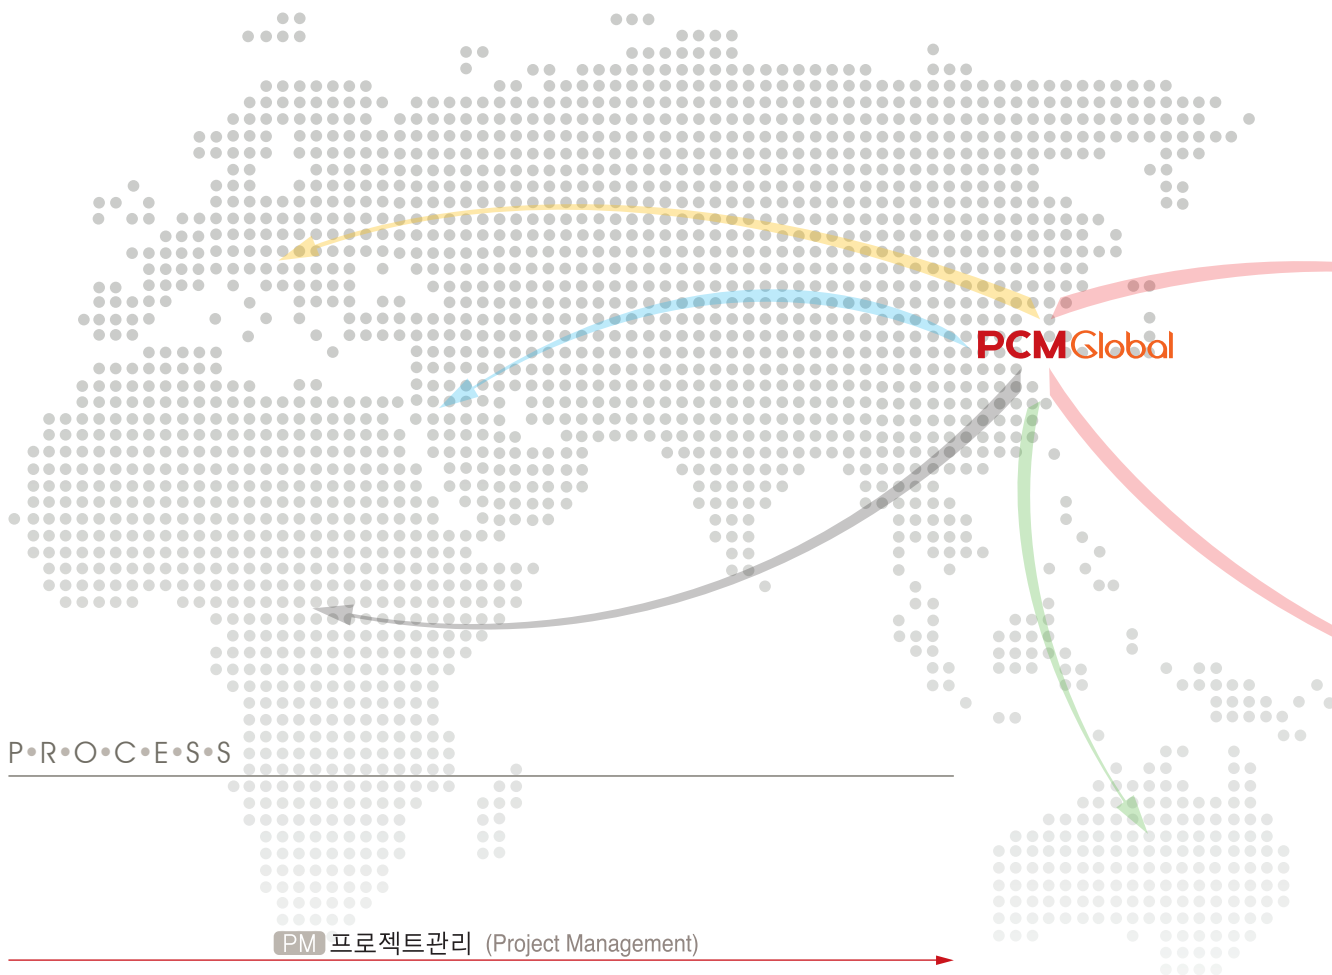 PCMGlobal
P•R•O•C•E•S•S
PM 프로젝트관리 (Project Management)